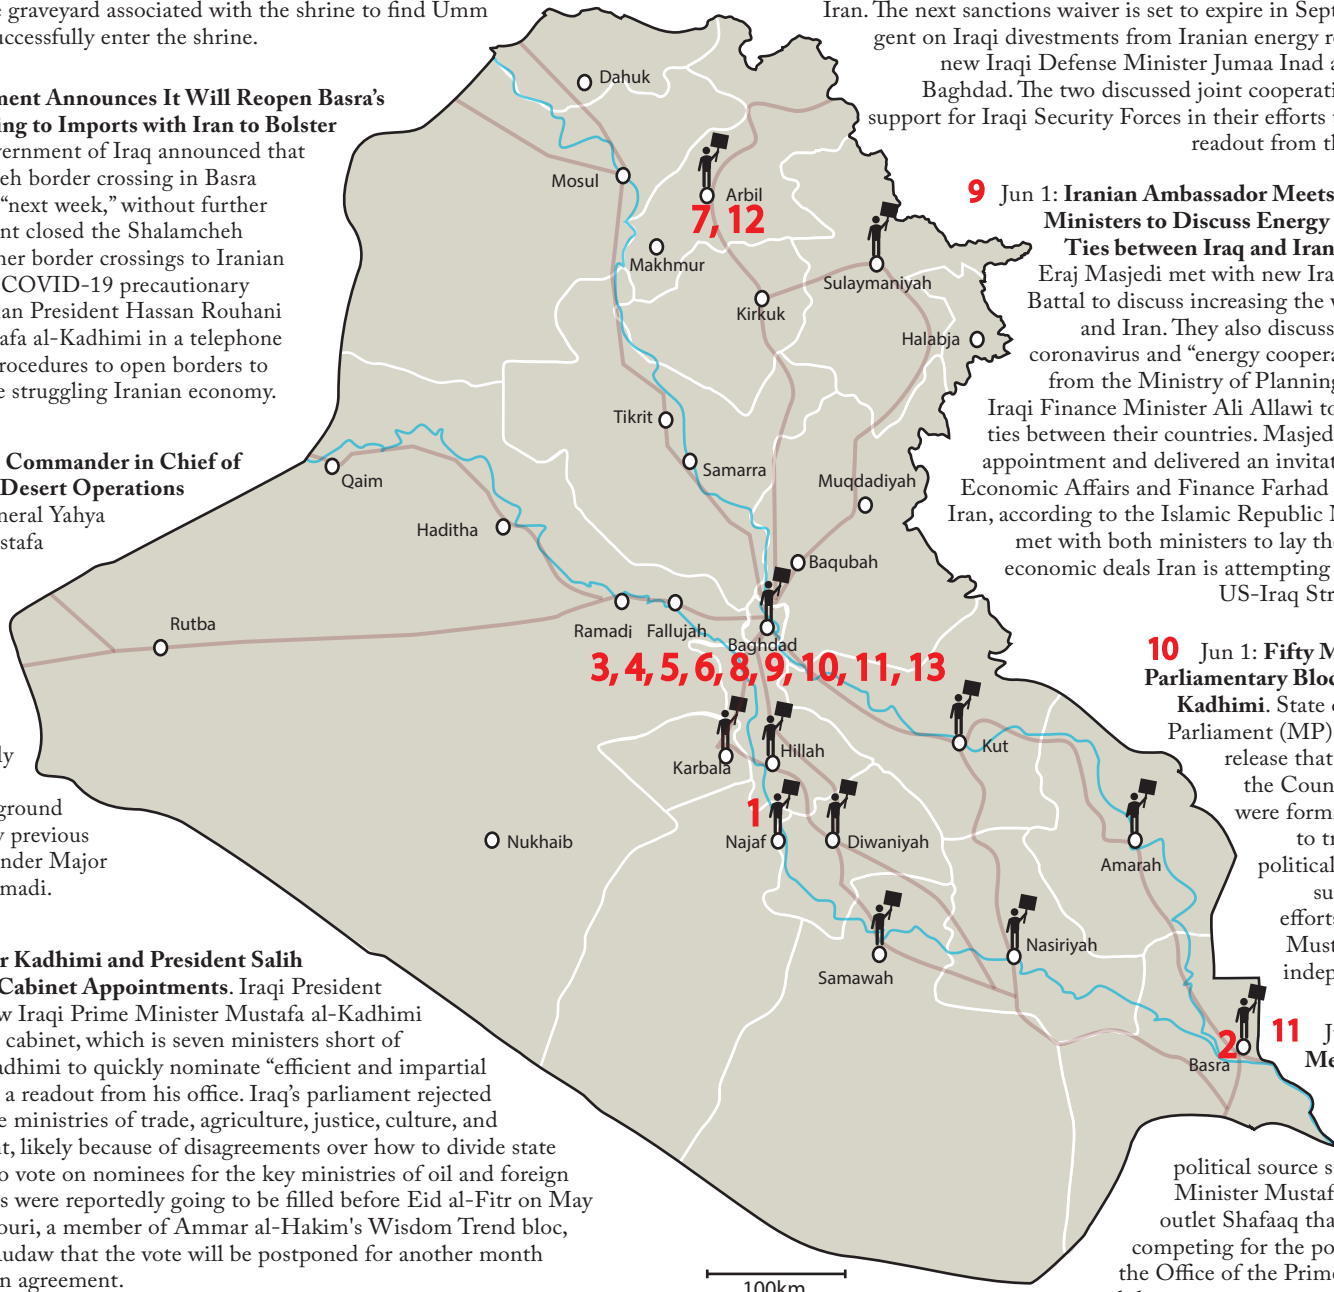 e graveyard associated with the shrine to find Umm
uccessfully enter the shrine.
ment Announces It Will Reopen Basra's
ing to Imports with Iran to Bolster
vernment of Iraq announced that
eh border crossing in Basra
“next week,” without further
nt closed the Shalamcheh
her border crossings to Iranian
COVID-19 precautionary
ian President Hassan Rouhani
tafa al-Kadhimi in a telephone
rocedures to open borders to
e struggling Iranian economy.
Commander in Chief of
Desert Operations
neral Yahya
stafa
ly
ground
y previous
nder Major
madi.
r Kadhimi and President Salih
Cabinet Appointments. Iraqi President
w Iraqi Prime Minister Mustafa al-Kadhimi
cabinet, which is seven ministers short of
adhimi to quickly nominate “efficient and impartial
a readout from his office. Iraq's parliament rejected
e ministries of trade, agriculture, justice, culture, and
nt, likely because of disagreements over how to divide state
o vote on nominees for the key ministries of oil and foreign
s were reportedly going to be filled before Eid al-Fitr on May
ouri, a member of Ammar al-Hakim's Wisdom Trend bloc,
Rudaw that the vote will be postponed for another month
n agreement.
Dahuk
Mosul
Arbil
7, 12
Makhmur
Sulaymaniyah
Kirkuk
Halabja
Tikrit
Samarra
Qaim
Muqdadiyah
Haditha
Baqubah
Rutba
Ramadi
Fallujah
Baghdad
3, 4, 5, 6, 8, 9, 10, 11, 13
Karbala
Hillah
Kut
1
Nukhaib
Najaf
Diwaniyah
Amarah
Samawah
Nasiriyah
2
Basra
100km
Iran. The next sanctions waiver is set to expire in Sept
gent on Iraqi divestments from Iranian energy re
new Iraqi Defense Minister Jumaa Inad a
Baghdad. The two discussed joint cooperati
support for Iraqi Security Forces in their efforts t
readout from th
9 Jun 1: Iranian Ambassador Meets
Ministers to Discuss Energy
Ties between Iraq and Iran
Eraj Masjedi met with new Ira
Battal to discuss increasing the v
and Iran. They also discuss
coronavirus and “energy coopera
from the Ministry of Planning
Iraqi Finance Minister Ali Allawi to
ties between their countries. Masjed
appointment and delivered an invitat
Economic Affairs and Finance Farhad
Iran, according to the Islamic Republic N
met with both ministers to lay the
economic deals Iran is attempting
US-Iraq Str
10 Jun 1: Fifty M
Parliamentary Bloc
Kadhimi. State o
Parliament (MP)
release that
the Coun
were form
to tr
political
su
efforts
Must
indep
11 J
Me
political source s
Minister Mustaf
outlet Shafaaq tha
competing for the po
the Office of the Prime